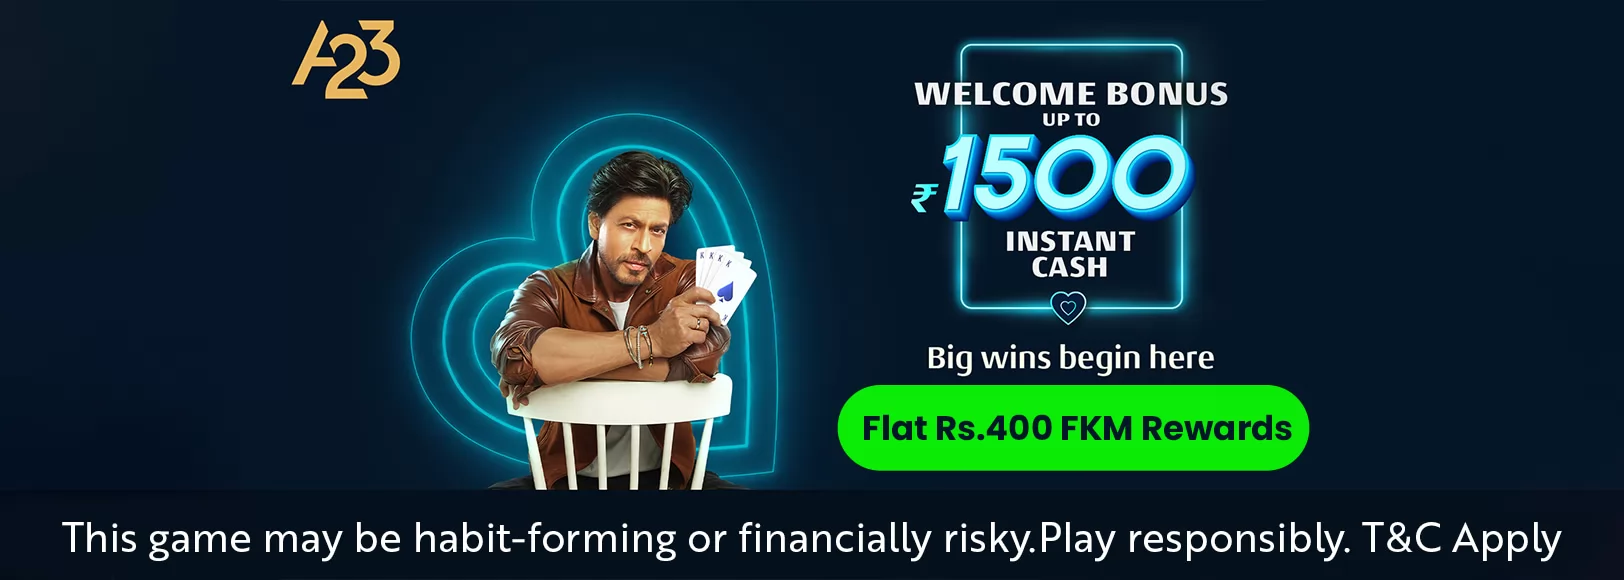 A23
WELCOME BONUS
UP TO
₹1500
INSTANT
CASH
K K K K
K
Big wins begin here
Flat Rs.400 FKM Rewards
This game may be habit-forming or financially risky.Play responsibly. T&C Apply